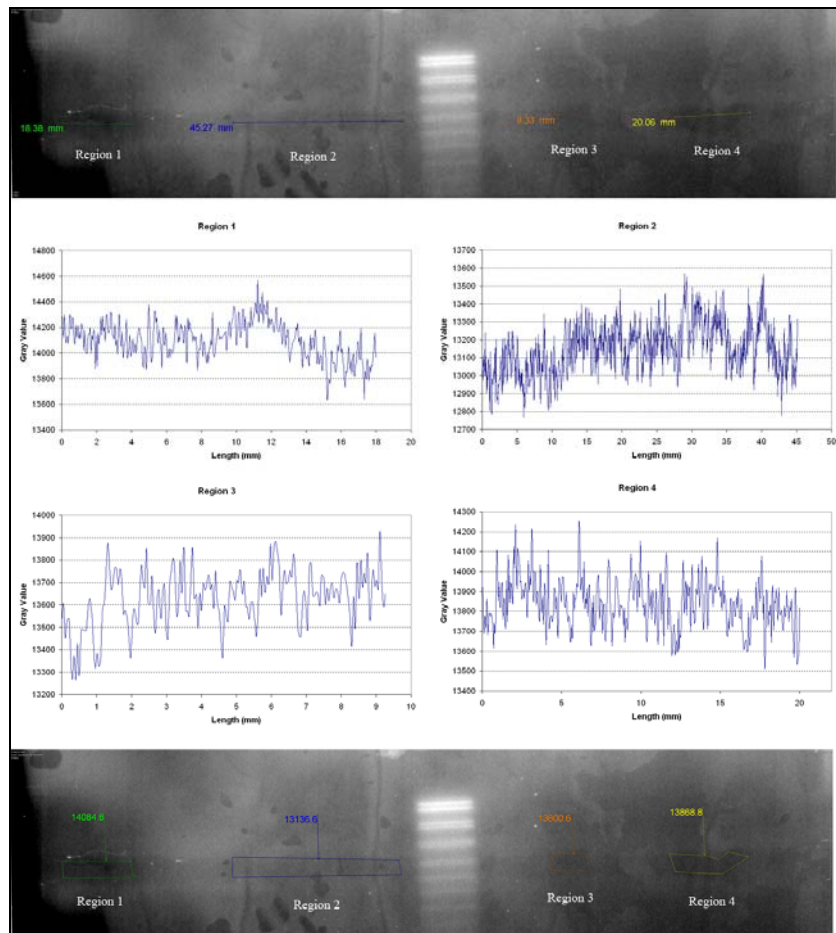 18.38 mm
45.27 mm
9.33 mm
20.06 mm
Region 1
Region 2
Region 3
Region 4
Region 1
14800
14600
14400
14200
14000
13800
13600
13400
Gray Value
0 2 4 6 8 10 12 14 16 18 20
Length (mm)
Region 2
13700
13600
13500
13400
13300
13200
13100
13000
12900
12800
12700
Gray Value
0 5 10 15 20 25 30 35 40 45 50
Length (mm)
Region 3
14000
13900
13800
13700
13600
13500
13400
13300
13200
Gray Value
0 1 2 3 4 5 6 7 8 9 10
Length (mm)
Region 4
14300
14200
14100
14000
13900
13800
13700
13600
13500
13400
Gray Value
0 5 10 15 20
Length (mm)
14084.6
13136.6
13600.6
13868.8
Region 1
Region 2
Region 3
Region 4